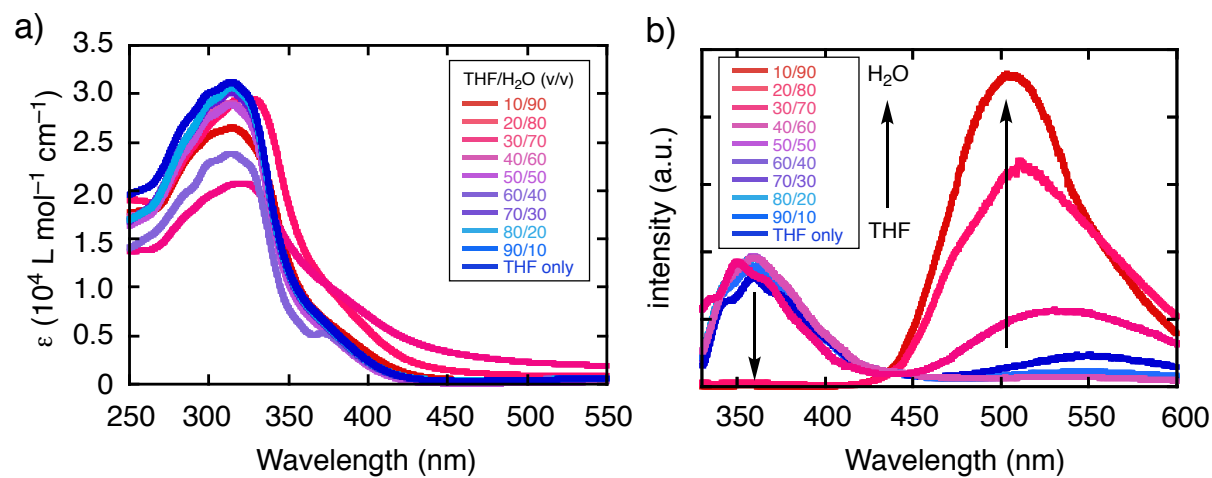 a)
3.5
3.0
2.5
2.0
1.5
1.0
0.5
0
ε (10⁴ L mol⁻¹ cm⁻¹)
250 300 350 400 450 500 550
Wavelength (nm)
THF/H₂O (v/v)
10/90
20/80
30/70
40/60
50/50
60/40
70/30
80/20
90/10
THF only
b)
intensity (a.u.)
10/90
20/80
30/70
40/60
50/50
60/40
70/30
80/20
90/10
THF only
H₂O
THF
350 400 450 500 550 600
Wavelength (nm)